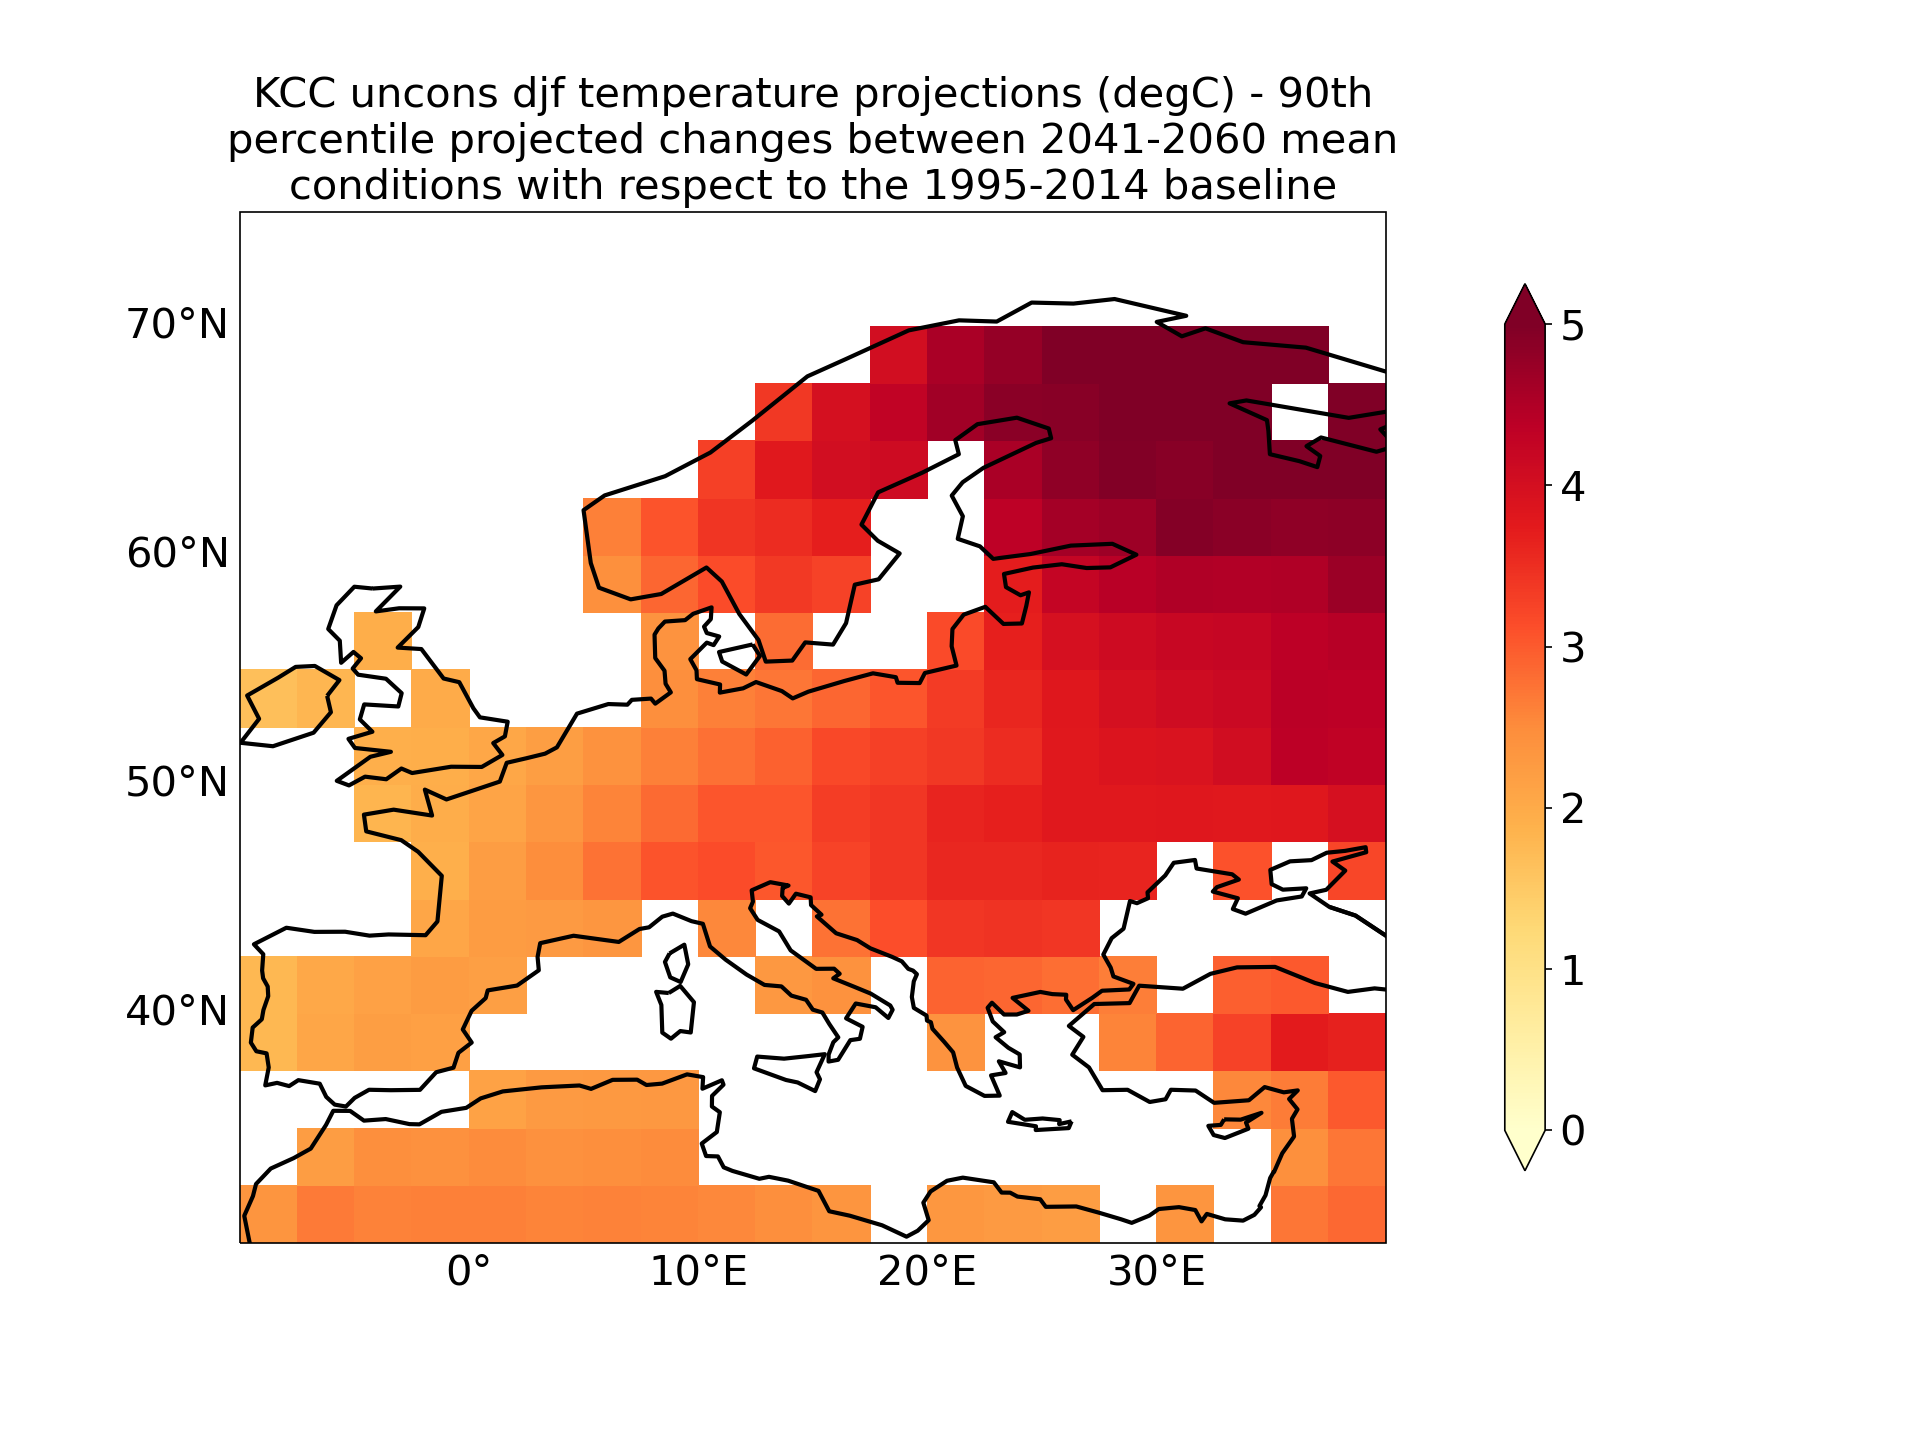 KCC uncons djf temperature projections (degC) - 90th
percentile projected changes between 2041-2060 mean
conditions with respect to the 1995-2014 baseline
70°N
60°N
50°N
40°N
0°
10°E
20°E
30°E
5
4
3
2
1
0